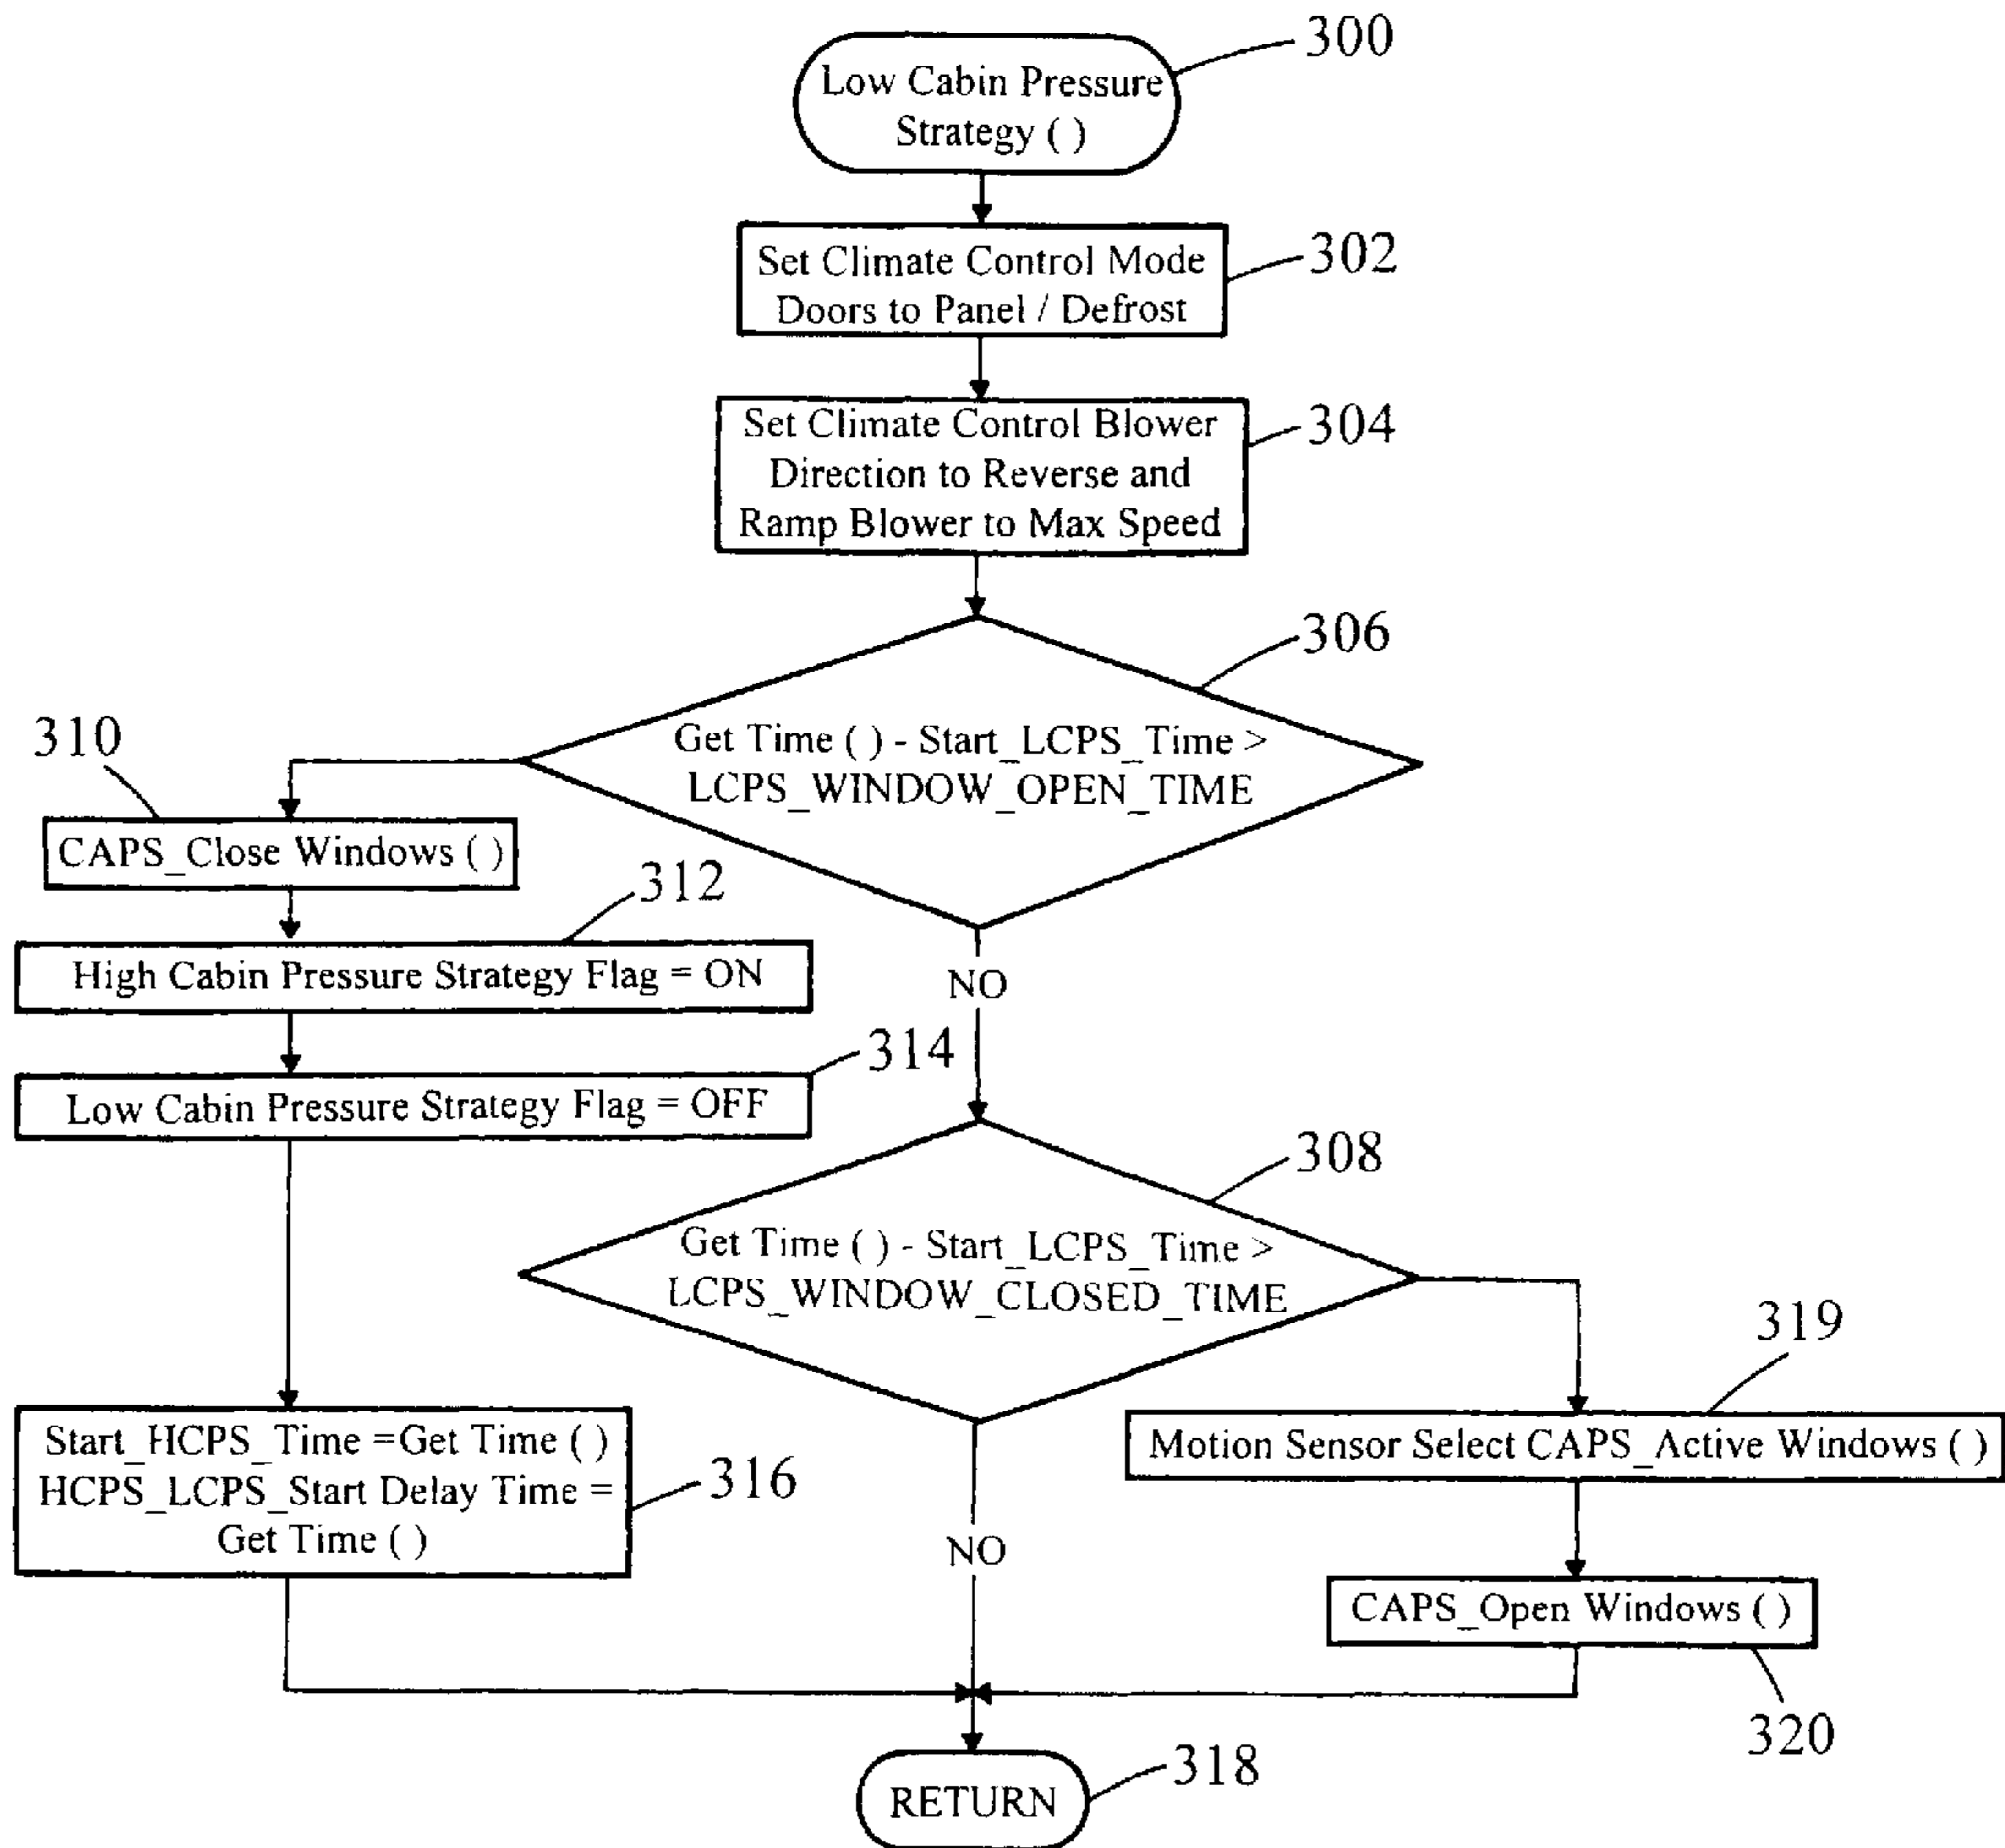 300
Low Cabin Pressure
Strategy ( )
302
Set Climate Control Mode
Doors to Panel / Defrost
304
Set Climate Control Blower
Direction to Reverse and
Ramp Blower to Max Speed
306
Get Time ( ) - Start_LCPS_Time >
LCPS_WINDOW_OPEN_TIME
310
CAPS_Close Windows ( )
312
High Cabin Pressure Strategy Flag = ON
NO
314
Low Cabin Pressure Strategy Flag = OFF
308
Get Time ( ) - Start_LCPS_Time >
LCPS_WINDOW_CLOSED_TIME
319
Motion Sensor Select CAPS_Active Windows ( )
Start_HCPS_Time =Get Time ( )
HCPS_LCPS_Start Delay Time =
Get Time ( )
316
NO
CAPS_Open Windows ( )
320
318
RETURN